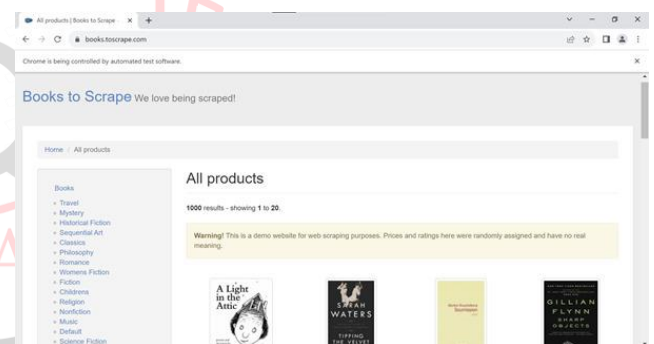 All products | Books to Scrape
books.toscrape.com
Chrome is being controlled by automated test software.
Books to Scrape We love being scraped!
Home / All products
Books
Travel
Mystery
Historical Fiction
Sequential Art
Classics
Philosophy
Romance
Womens Fiction
Fiction
Childrens
Religion
Nonfiction
Music
Default
Science Fiction
All products
1000 results - showing 1 to 20.
Warning! This is a demo website for web scraping purposes. Prices and ratings here were randomly assigned and have no real
meaning.
A Light
in the
Attic
SARAH
WATERS
TIPPING
THE VELVET
Soumission
GILLIAN
FLYNN
SHARP
OBJECTS